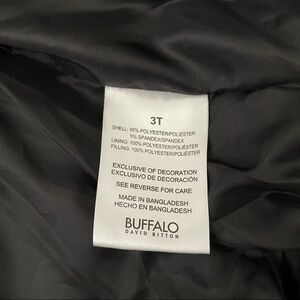 3T
SHELL: 95% POLYESTER/POLIÉSTER
5% SPANDEX/SPANDEX
LINING: 100% POLYESTER/POLIÉSTER
FILLING: 100% POLYESTER/POLIÉSTER
EXCLUSIVE OF DECORATION
EXCLUSIVO DE DECORACIÓN
SEE REVERSE FOR CARE
MADE IN BANGLADESH
HECHO EN BANGLADESH
BUFFALO
DAVID BITTON